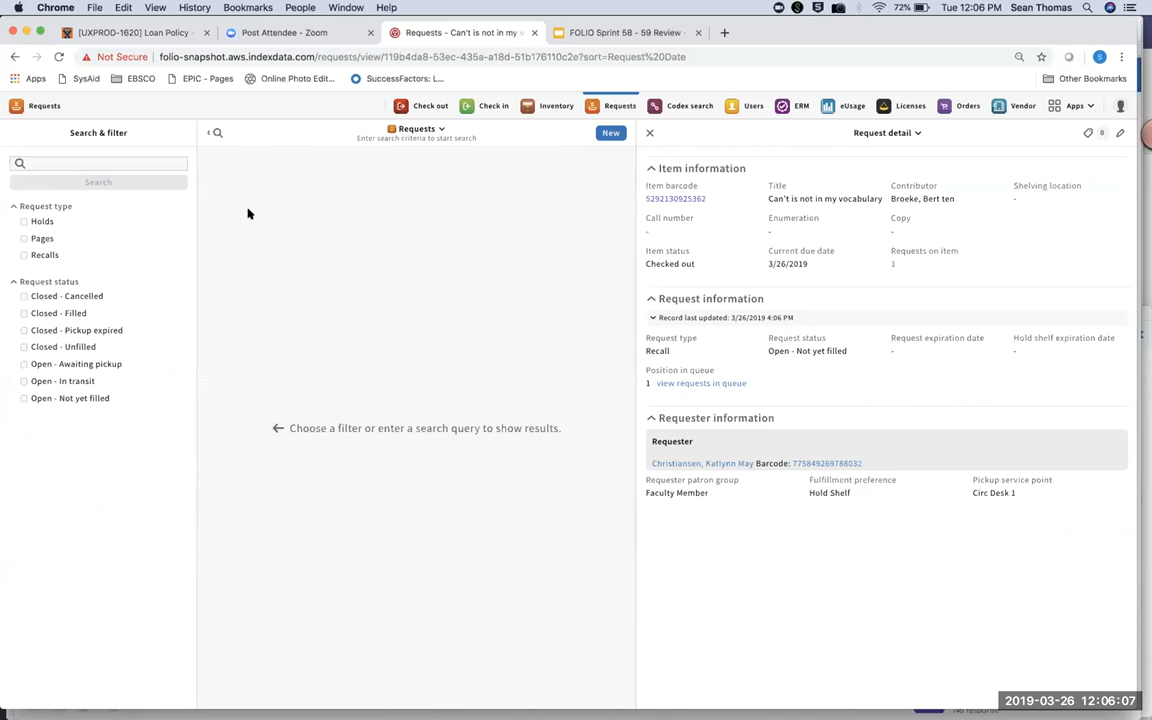 Chrome File Edit View History Bookmarks People Window Help 72% Tue 12:06 PM Sean Thomas
[UXPROD-1620] Loan Policy - Post Attendee - Zoom Requests - Can't is not in my v FOLIO Sprint 58 - 59 Review -
Not Secure folio-snapshot.aws.indexdata.com/requests/view/119b4da8-53ec-435a-a18d-51b176110c2e?sort=Request%20Date
Apps SysAid EBSCO EPIC - Pages Online Photo Edit... SuccessFactors: L... Other Bookmarks
Requests Check out Check in Inventory Requests Codex search Users ERM eUsage Licenses Orders Vendor Apps
Search & filter
Requests
Enter search criteria to start search
New
Request detail
0
Search
Request type
Holds
Pages
Recalls
Request status
Closed - Cancelled
Closed - Filled
Closed - Pickup expired
Closed - Unfilled
Open - Awaiting pickup
Open - In transit
Open - Not yet filled
Choose a filter or enter a search query to show results.
Item information
Item barcode Title Contributor Shelving location
5292130925362 Can't is not in my vocabulary Broeke, Bert ten -
Call number Enumeration Copy
- - -
Item status Current due date Requests on item
Checked out 3/26/2019 1
Request information
Record last updated: 3/26/2019 4:06 PM
Request type Request status Request expiration date Hold shelf expiration date
Recall Open - Not yet filled - -
Position in queue
1 view requests in queue
Requester information
Requester
Christiansen, Katlynn May Barcode: 775849269788032
Requester patron group Fulfillment preference Pickup service point
Faculty Member Hold Shelf Circ Desk 1
2019-03-26 12:06:07